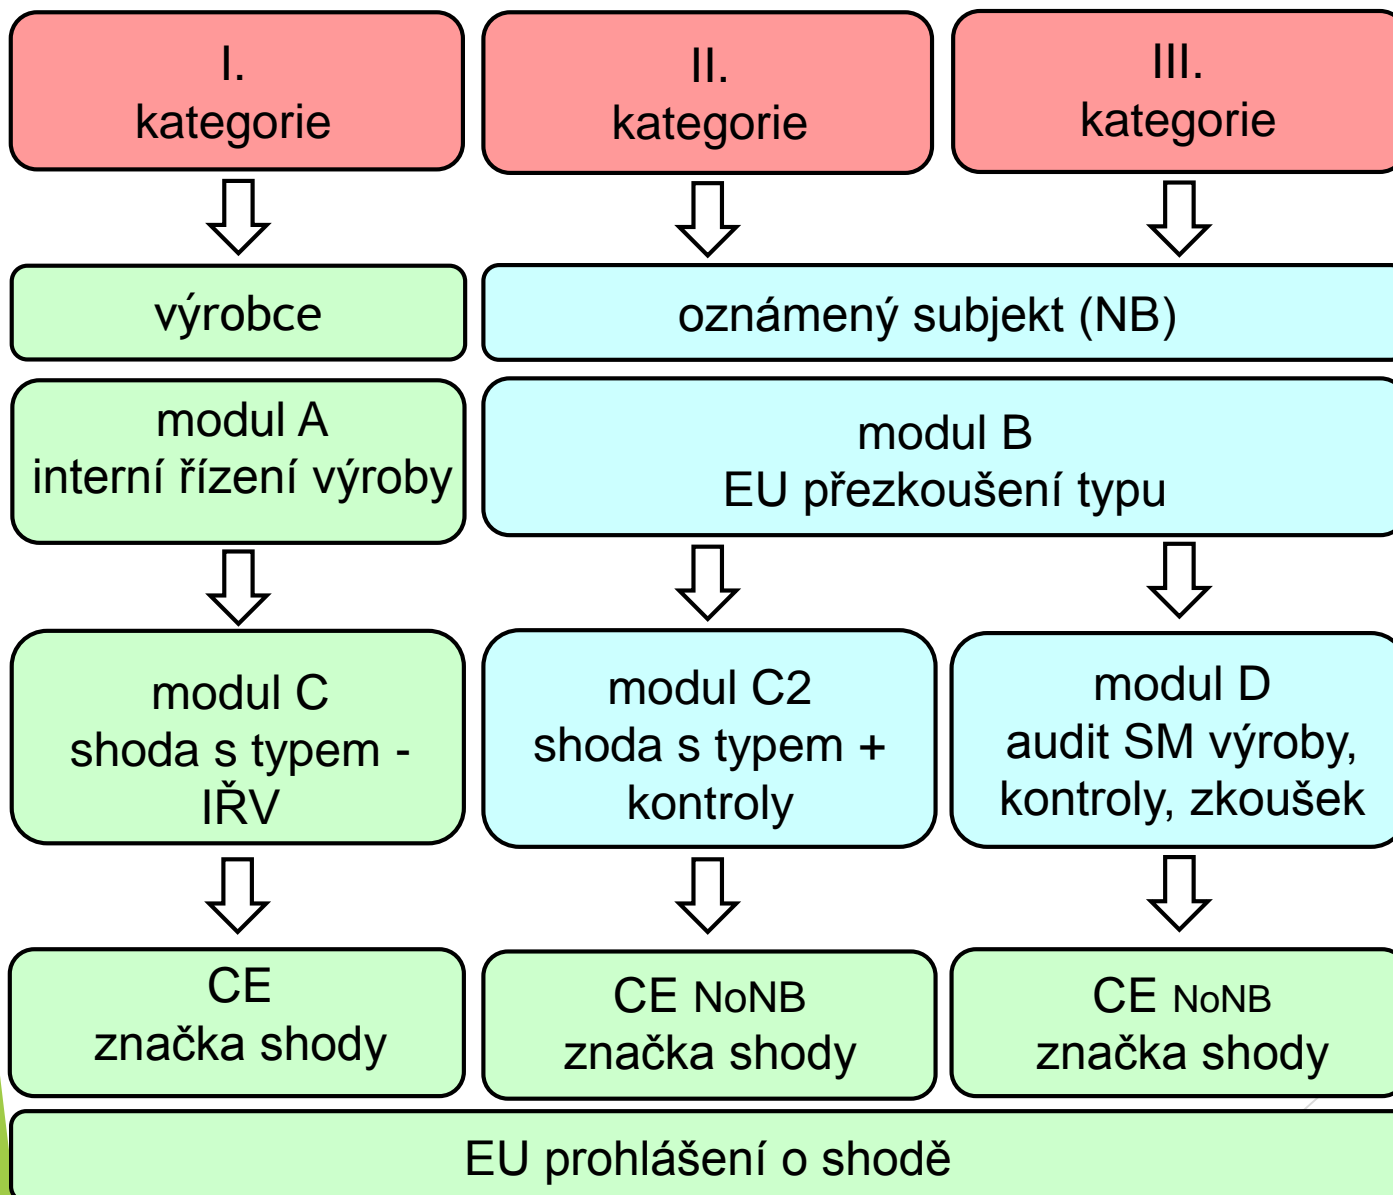 I.
kategorie
II.
kategorie
III.
kategorie
výrobce
oznámený subjekt (NB)
modul A
interní řízení výroby
modul B
EU přezkoušení typu
modul C
shoda s typem -
IŘV
modul C2
shoda s typem +
kontroly
modul D
audit SM výroby,
kontroly, zkoušek
CE
značka shody
CE NoNB
značka shody
CE NoNB
značka shody
EU prohlášení o shodě